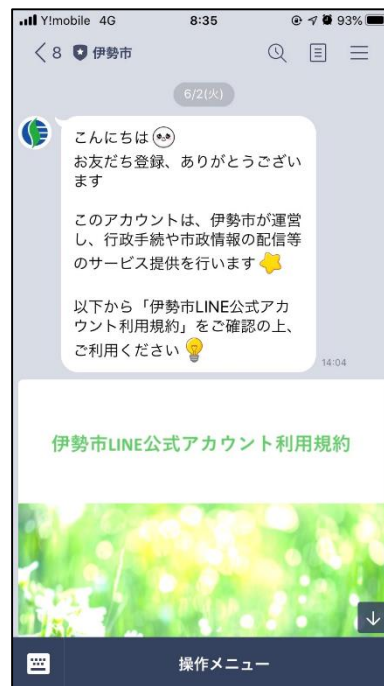 Y!mobile 4G 8:35 93%
8 伊勢市
6/2(火)
こんにちは
お友だち登録、ありがとうござい
ます
このアカウントは、伊勢市が運営
し、行政手続や市政情報の配信等
のサービス提供を行います
以下から「伊勢市LINE公式アカ
ウント利用規約」をご確認の上、
ご利用ください
14:04
伊勢市LINE公式アカウント利用規約
操作メニュー